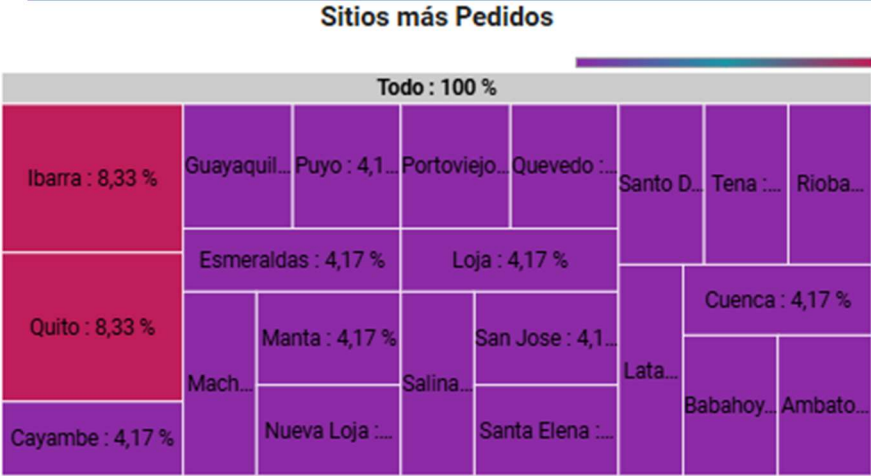 Sitios más Pedidos
Todo : 100 %
Ibarra : 8,33 %
Quito : 8,33 %
Cayambe : 4,17 %
Guayaquil...
Puyo : 4,1...
Portoviejo...
Quevedo :...
Esmeraldas : 4,17 %
Loja : 4,17 %
Mach...
Manta : 4,17 %
Nueva Loja :...
Salina...
San Jose : 4,1...
Santa Elena :...
Santo D...
Tena :...
Rioba...
Lata...
Cuenca : 4,17 %
Babahoy...
Ambato...